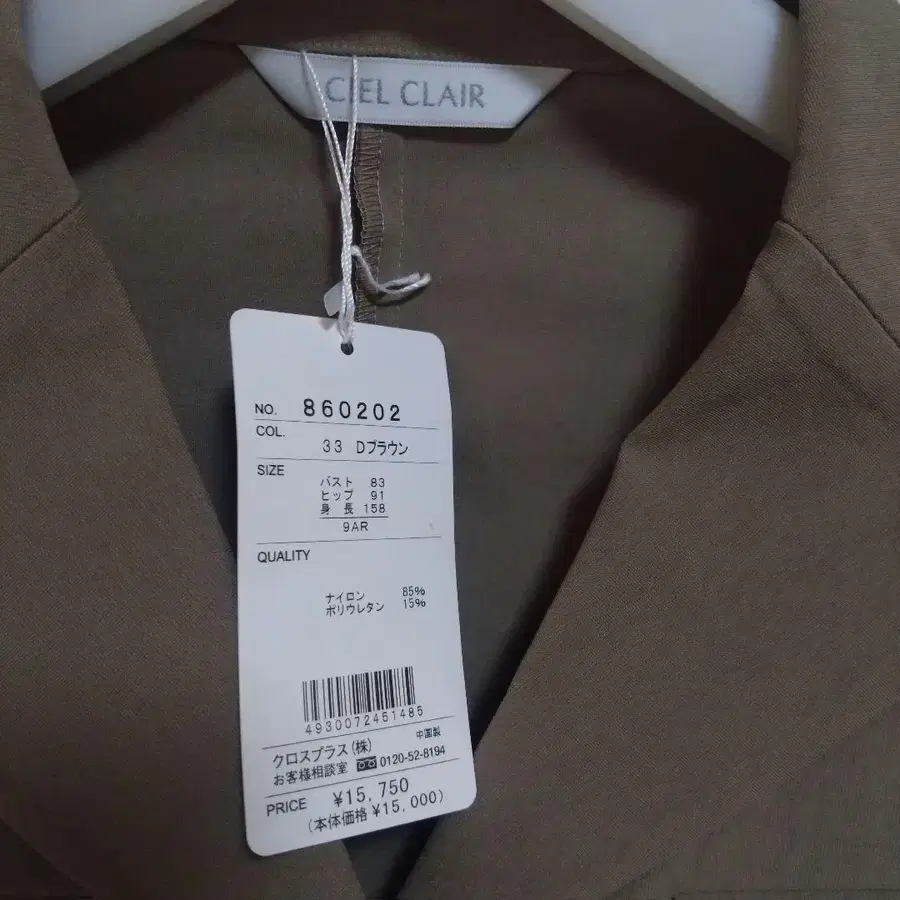 CIEL CLAIR
NO. 860202
COL.
33 Dブラウン
SIZE
バスト 83
ヒップ 91
身長 158
9AR
QUALITY
ナイロン 85%
ポリウレタン 15%
4930072461485
クロスプラス(株) 中国製
お客様相談室 0120-52-8194
PRICE ¥15,750
(本体価格¥15,000)